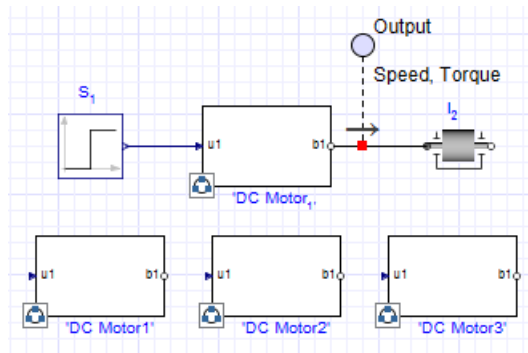 Output
Speed, Torque
S1
I2
u1
b1
'DC Motor1'
u1
b1
u1
b1
u1
b1
'DC Motor1'
'DC Motor2'
'DC Motor3'